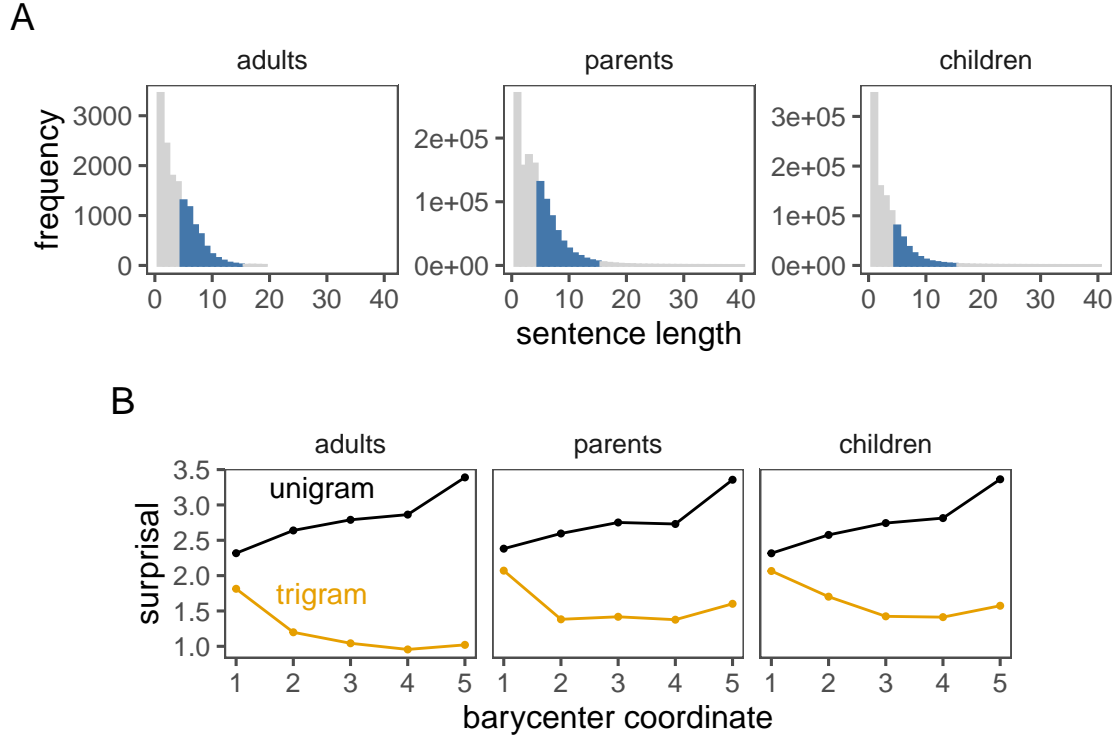 A
adults
parents
children
frequency
3000
2000
1000
0
2e+05
1e+05
0e+00
3e+05
2e+05
1e+05
0e+00
0 10 20 30 40
0 10 20 30 40
0 10 20 30 40
sentence length
B
adults
parents
children
surprisal
3.5
3.0
2.5
2.0
1.5
1.0
unigram
trigram
1 2 3 4 5
1 2 3 4 5
1 2 3 4 5
barycenter coordinate